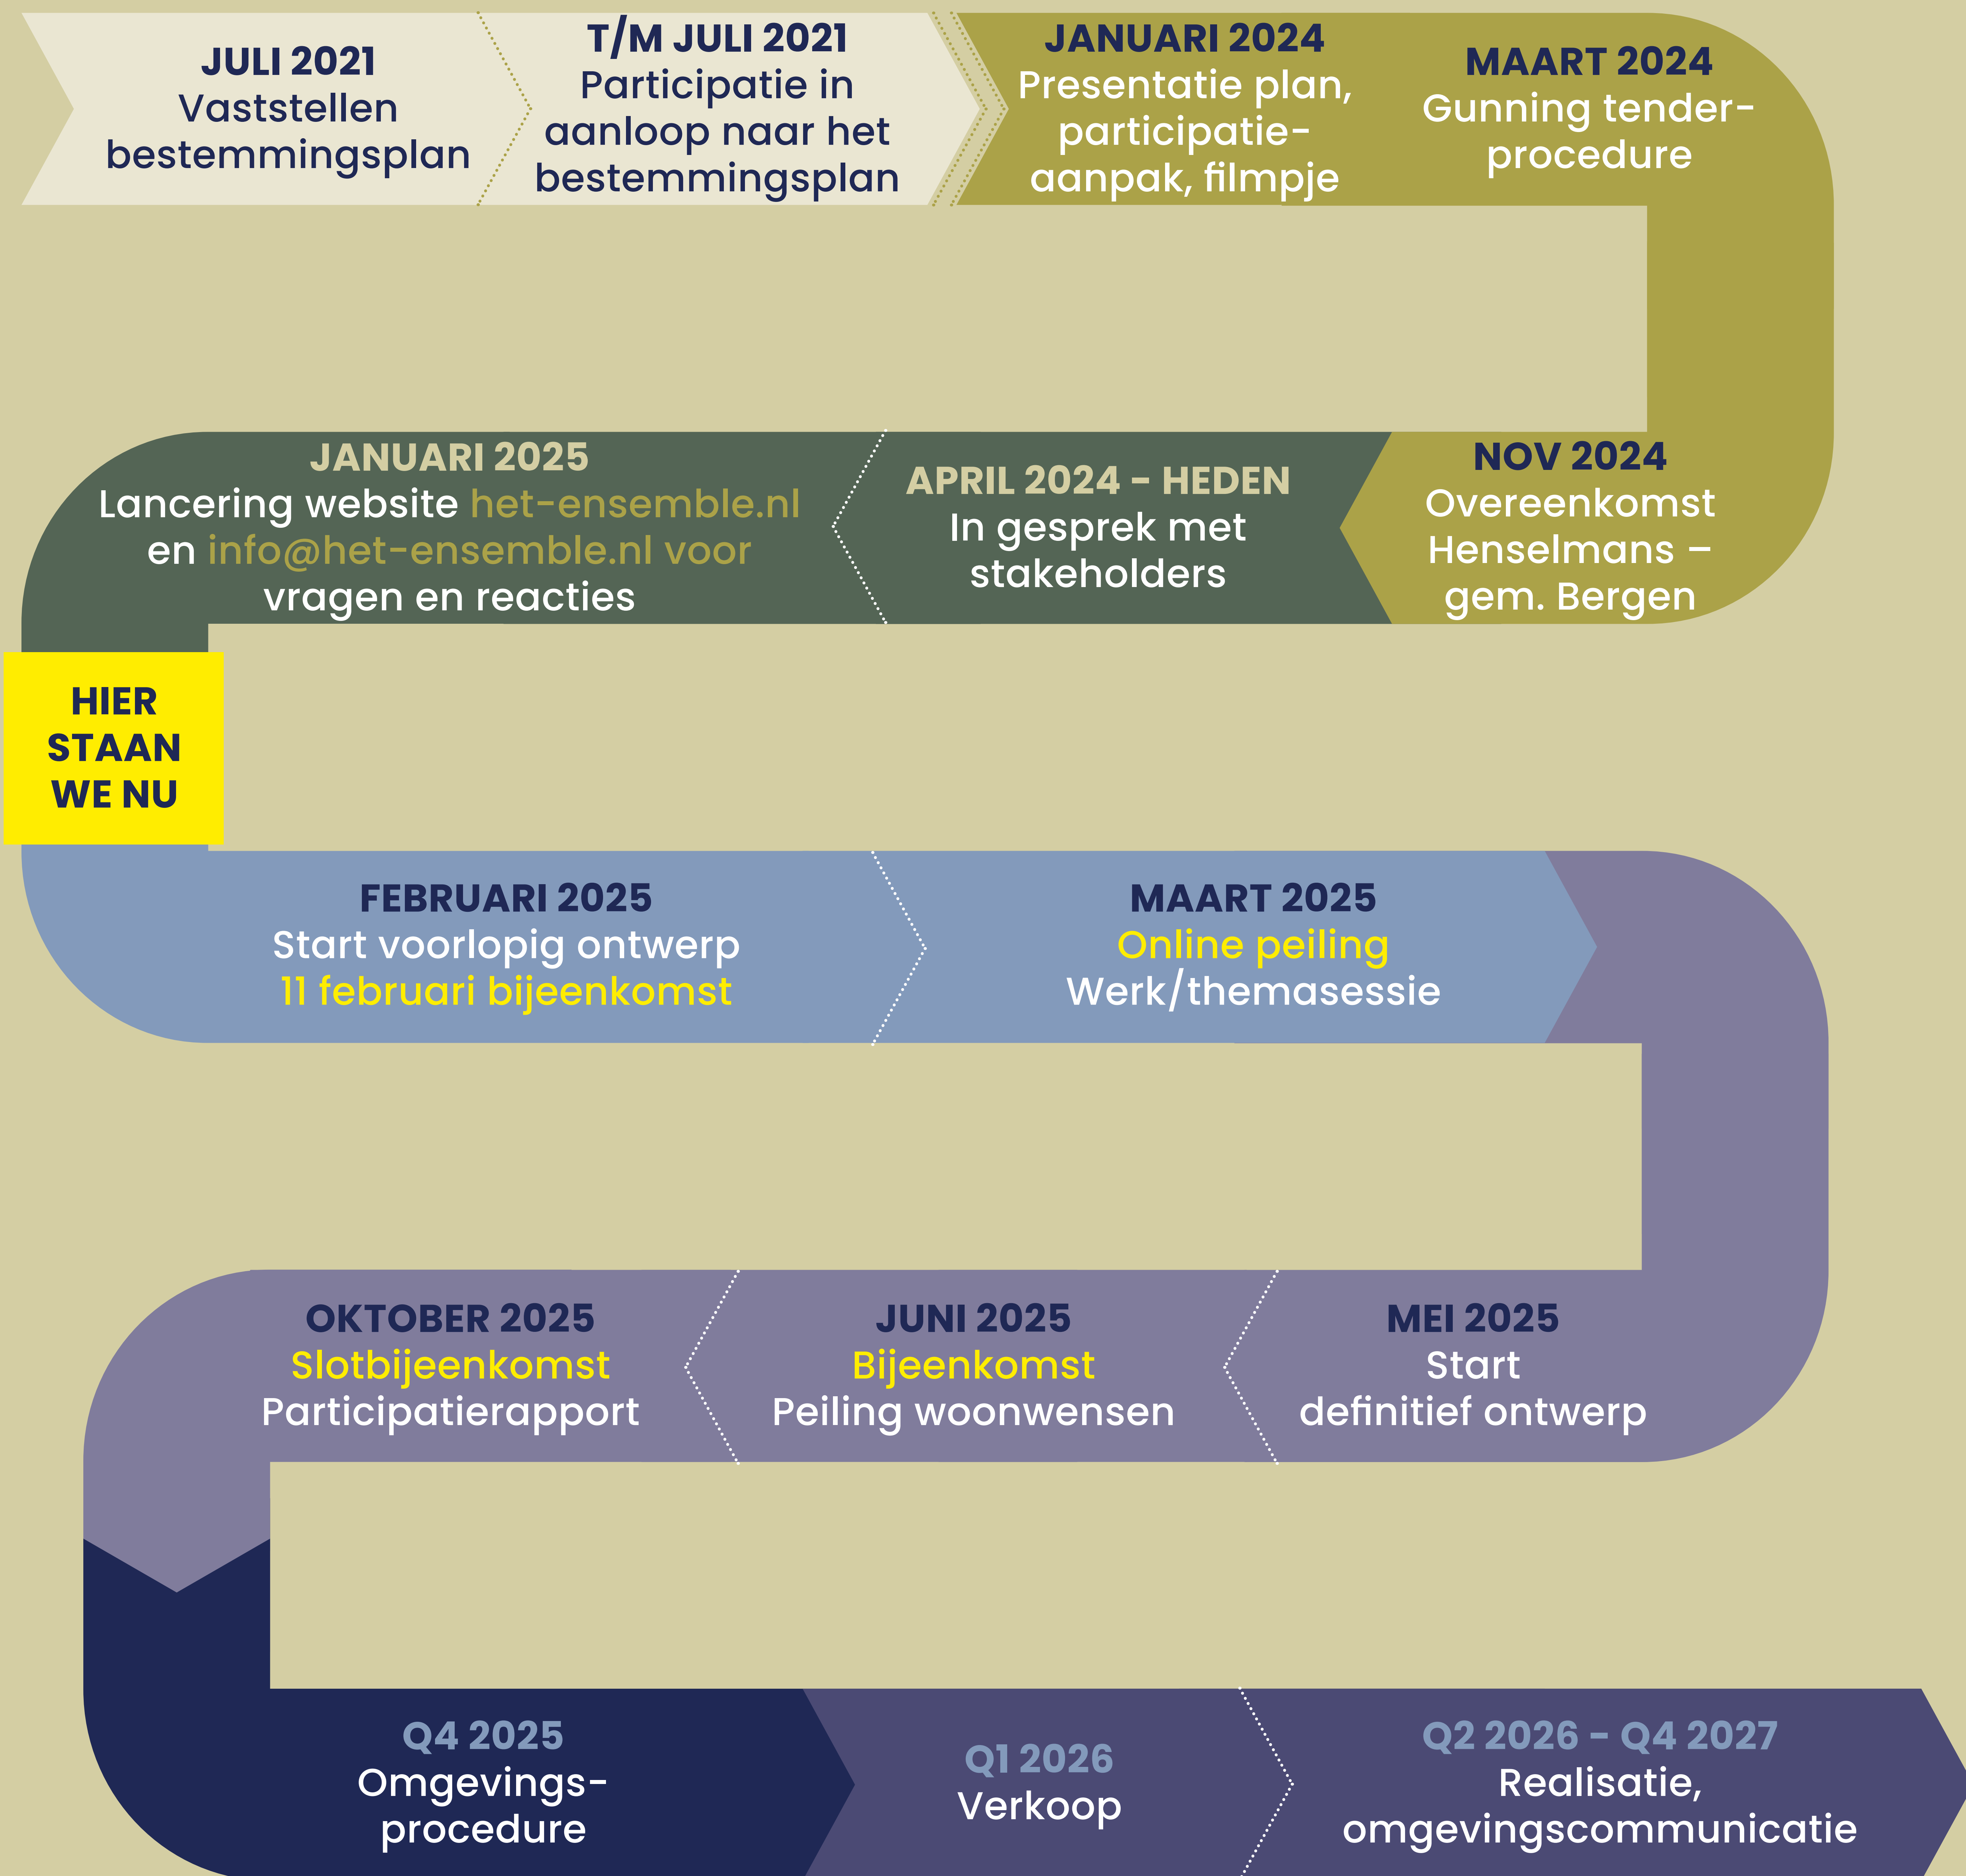 JULI 2021
Vaststellen
bestemmingsplan
T/M JULI 2021
Participatie in
aanloop naar het
bestemmingsplan
JANUARI 2024
Presentatie plan,
participatie-
aanpak, filmpje
MAART 2024
Gunning tender-
procedure
NOV 2024
Overeenkomst
Henselmans –
gem. Bergen
APRIL 2024 – HEDEN
In gesprek met
stakeholders
JANUARI 2025
Lancering website het-ensemble.nl
en info@het-ensemble.nl voor
vragen en reacties
HIER
STAAN
WE NU
FEBRUARI 2025
Start voorlopig ontwerp
11 februari bijeenkomst
MAART 2025
Online peiling
Werk/themasessie
MEI 2025
Start
definitief ontwerp
JUNI 2025
Bijeenkomst
Peiling woonwensen
OKTOBER 2025
Slotbijeenkomst
Participatierapport
Q4 2025
Omgevings-
procedure
Q1 2026
Verkoop
Q2 2026 – Q4 2027
Realisatie,
omgevingscommunicatie